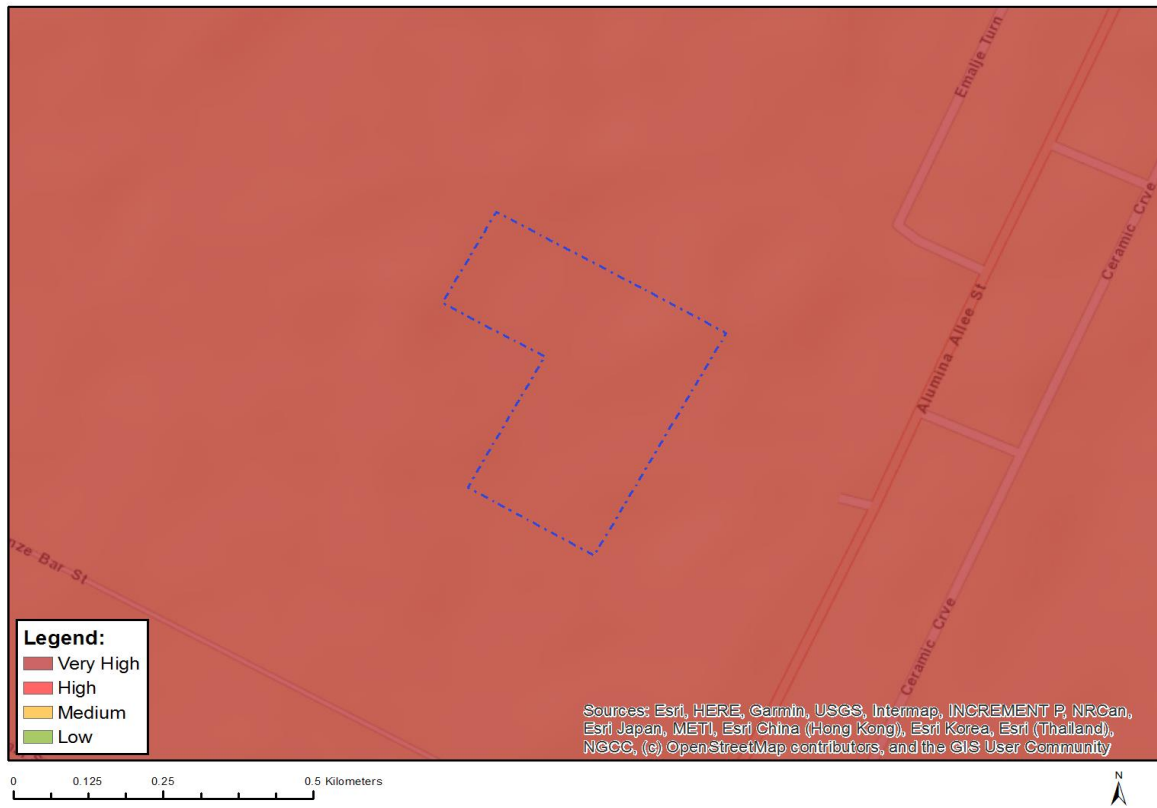 Emalje Turn
Ceramic Crve
Alumina Allee St
nze Bar St
Ceramic Crve
Legend:
Very High
High
Medium
Low
Sources: Esri, HERE, Garmin, USGS, Intermap, INCREMENT P, NRCan,
Esri Japan, METI, Esri China (Hong Kong), Esri Korea, Esri (Thailand),
NGCC, (c) OpenStreetMap contributors, and the GIS User Community
0 0.125 0.25 0.5 Kilometers
N